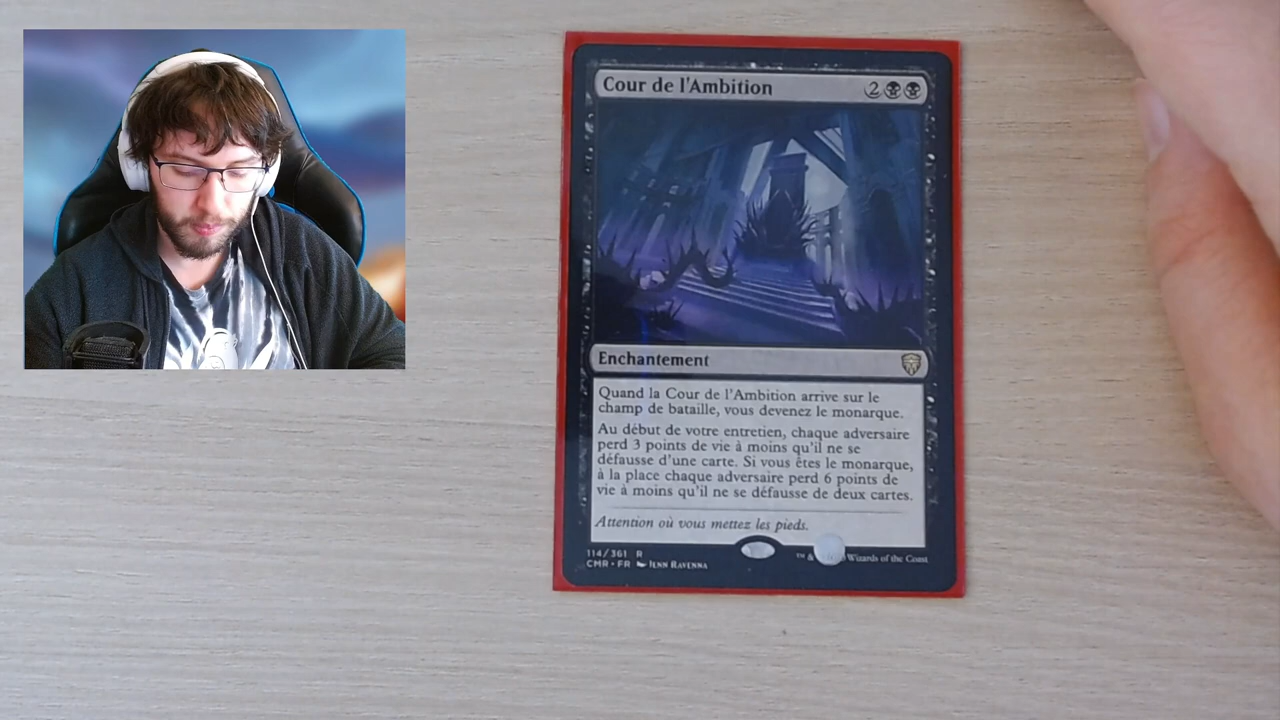 Cour de l'Ambition 2
Enchantement
Quand la Cour de l'Ambition arrive sur le
champ de bataille, vous devenez le monarque.
Au début de votre entretien, chaque adversaire
perd 3 points de vie à moins qu'il ne se
défausse d'une carte. Si vous êtes le monarque,
à la place chaque adversaire perd 6 points de
vie à moins qu'il ne se défausse de deux cartes.
Attention où vous mettez les pieds.
114/361 R
CMR • FR Jenn Ravenna
™ & Wizards of the Coast